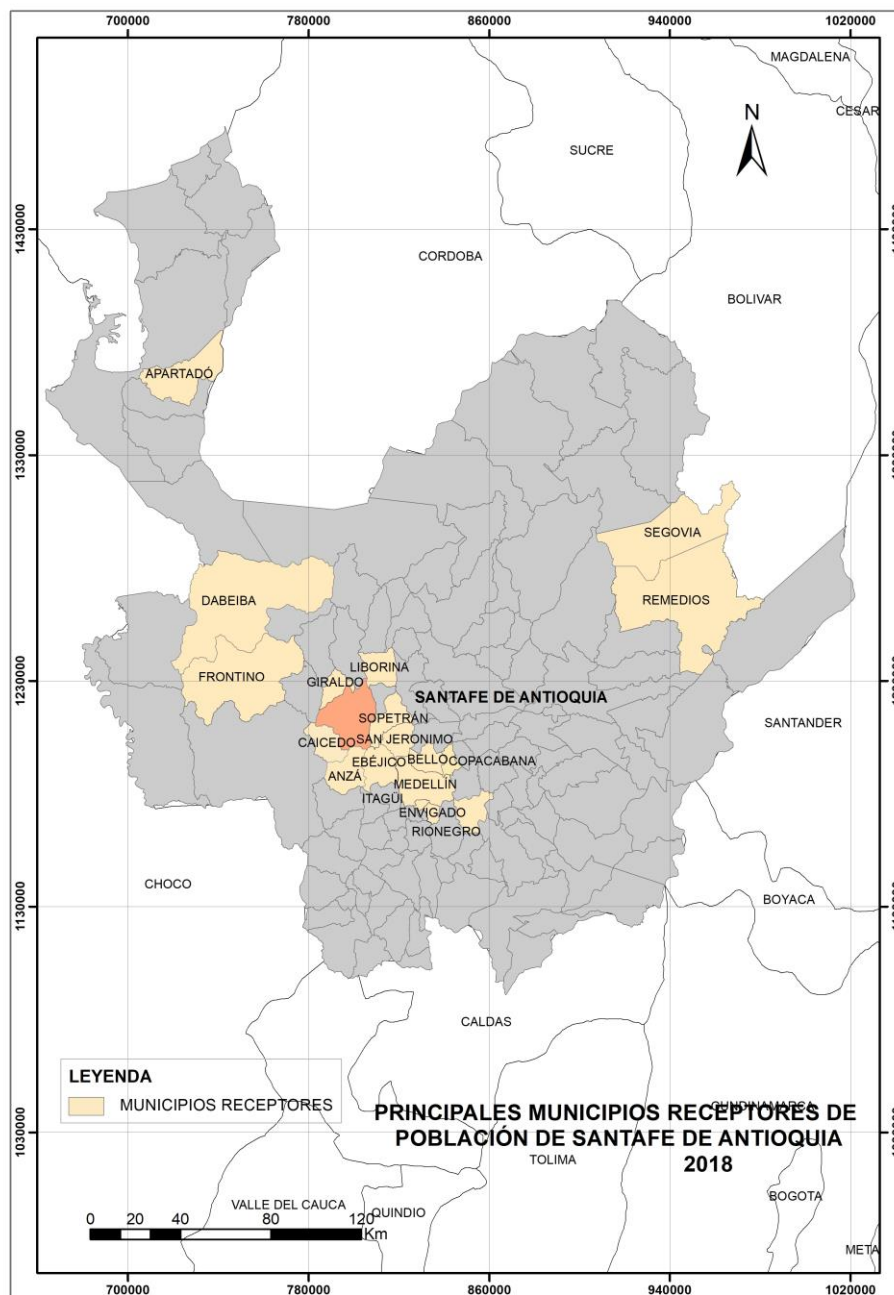 700000 780000 860000 940000 1020000
MAGDALENA
CESAR
N
SUCRE
1430000
CORDOBA
BOLIVAR
APARTADÓ
1330000
SEGOVIA
DABEIBA
REMEDIOS
LIBORINA
FRONTINO
GIRALDO
1230000
SANTAFE DE ANTIOQUIA
SOPETRÁN
SANTANDER
CAICEDO
SAN JERONIMO
EBÉJICO
BELLO
COPACABANA
ANZÁ
MEDELLÍN
ITAGÜI
ENVIGADO
RIONEGRO
CHOCO
BOYACA
1130000
CALDAS
LEYENDA
MUNICIPIOS RECEPTORES
CUNDINAMARCA
PRINCIPALES MUNICIPIOS RECEPTORES DE
POBLACIÓN DE SANTAFE DE ANTIOQUIA
2018
1030000
TOLIMA
VALLE DEL CAUCA
QUINDIO
BOGOTA
0 20 40 80 120
Km
META
700000 780000 860000 940000 1020000